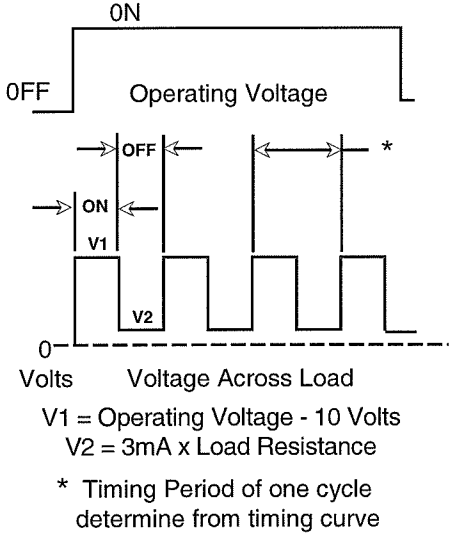 ON
OFF
Operating Voltage
OFF
*
ON
V1
V2
0
Volts
Voltage Across Load
V1 = Operating Voltage - 10 Volts
V2 = 3mA x Load Resistance
* Timing Period of one cycle
determine from timing curve